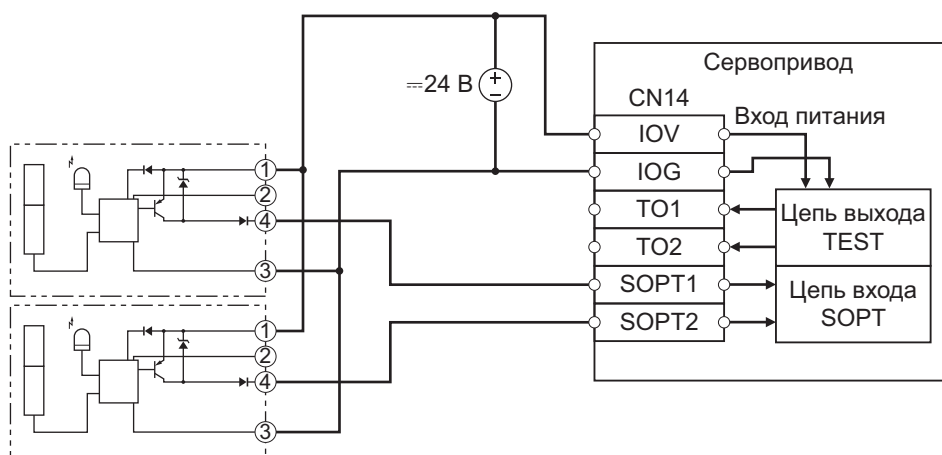 Сервопривод
⎓24 В
+
−
CN14
Вход питания
IOV
IOG
TO1
TO2
SOPT1
SOPT2
Цепь выхода
TEST
Цепь входа
SOPT
1
2
4
3
1
2
4
3